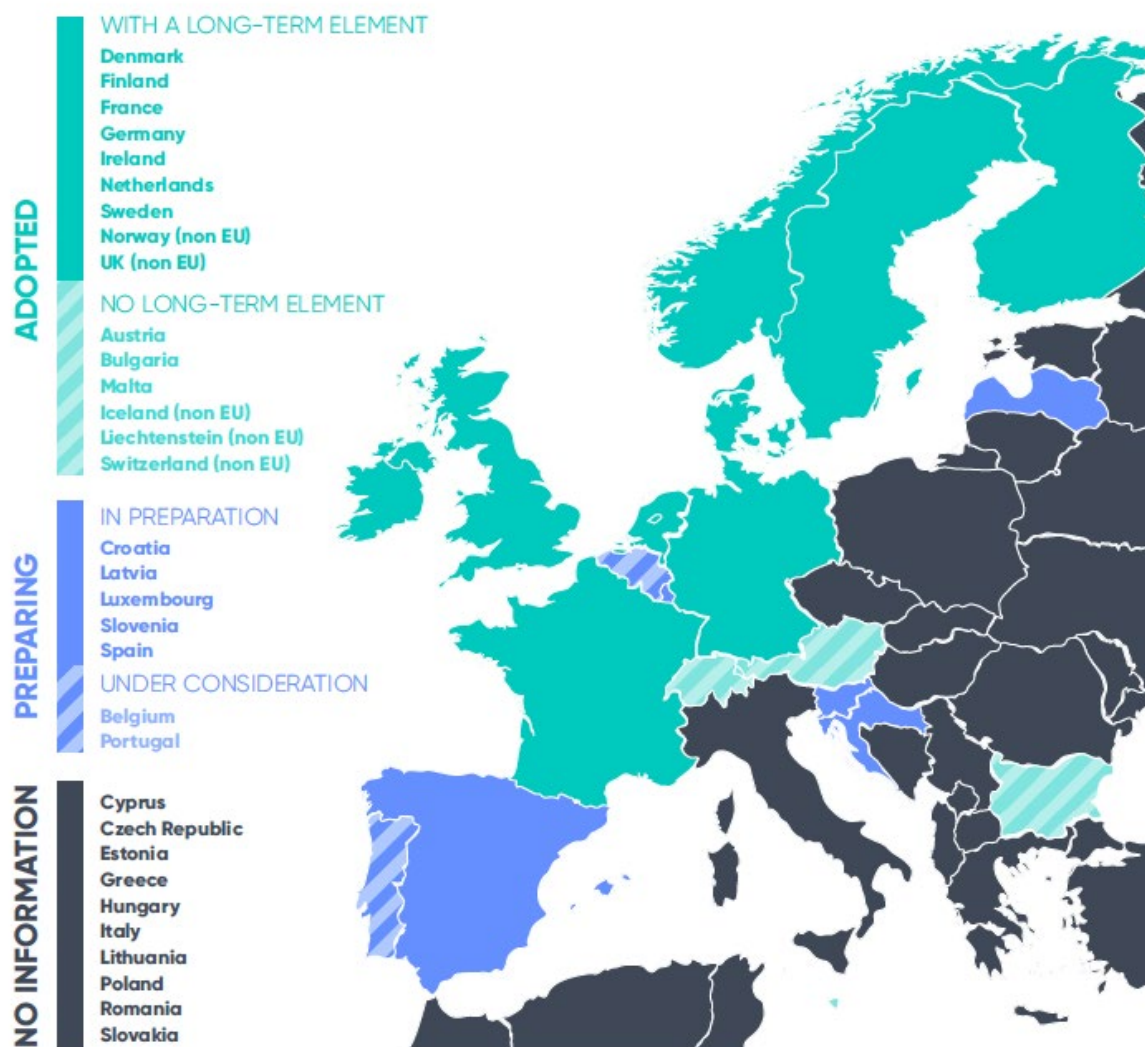 ADOPTED
WITH A LONG-TERM ELEMENT
Denmark
Finland
France
Germany
Ireland
Netherlands
Sweden
Norway (non EU)
UK (non EU)
NO LONG-TERM ELEMENT
Austria
Bulgaria
Malta
Iceland (non EU)
Liechtenstein (non EU)
Switzerland (non EU)
PREPARING
IN PREPARATION
Croatia
Latvia
Luxembourg
Slovenia
Spain
UNDER CONSIDERATION
Belgium
Portugal
NO INFORMATION
Cyprus
Czech Republic
Estonia
Greece
Hungary
Italy
Lithuania
Poland
Romania
Slovakia